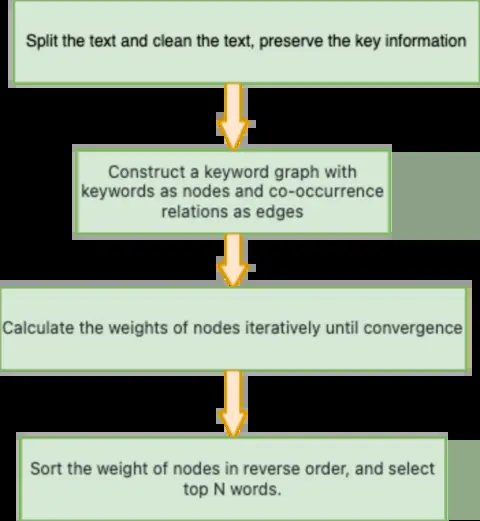 Split the text and clean the text, preserve the key information
Construct a keyword graph with
keywords as nodes and co-occurrence
relations as edges
Calculate the weights of nodes iteratively until convergence
Sort the weight of nodes in reverse order, and select
top N words.